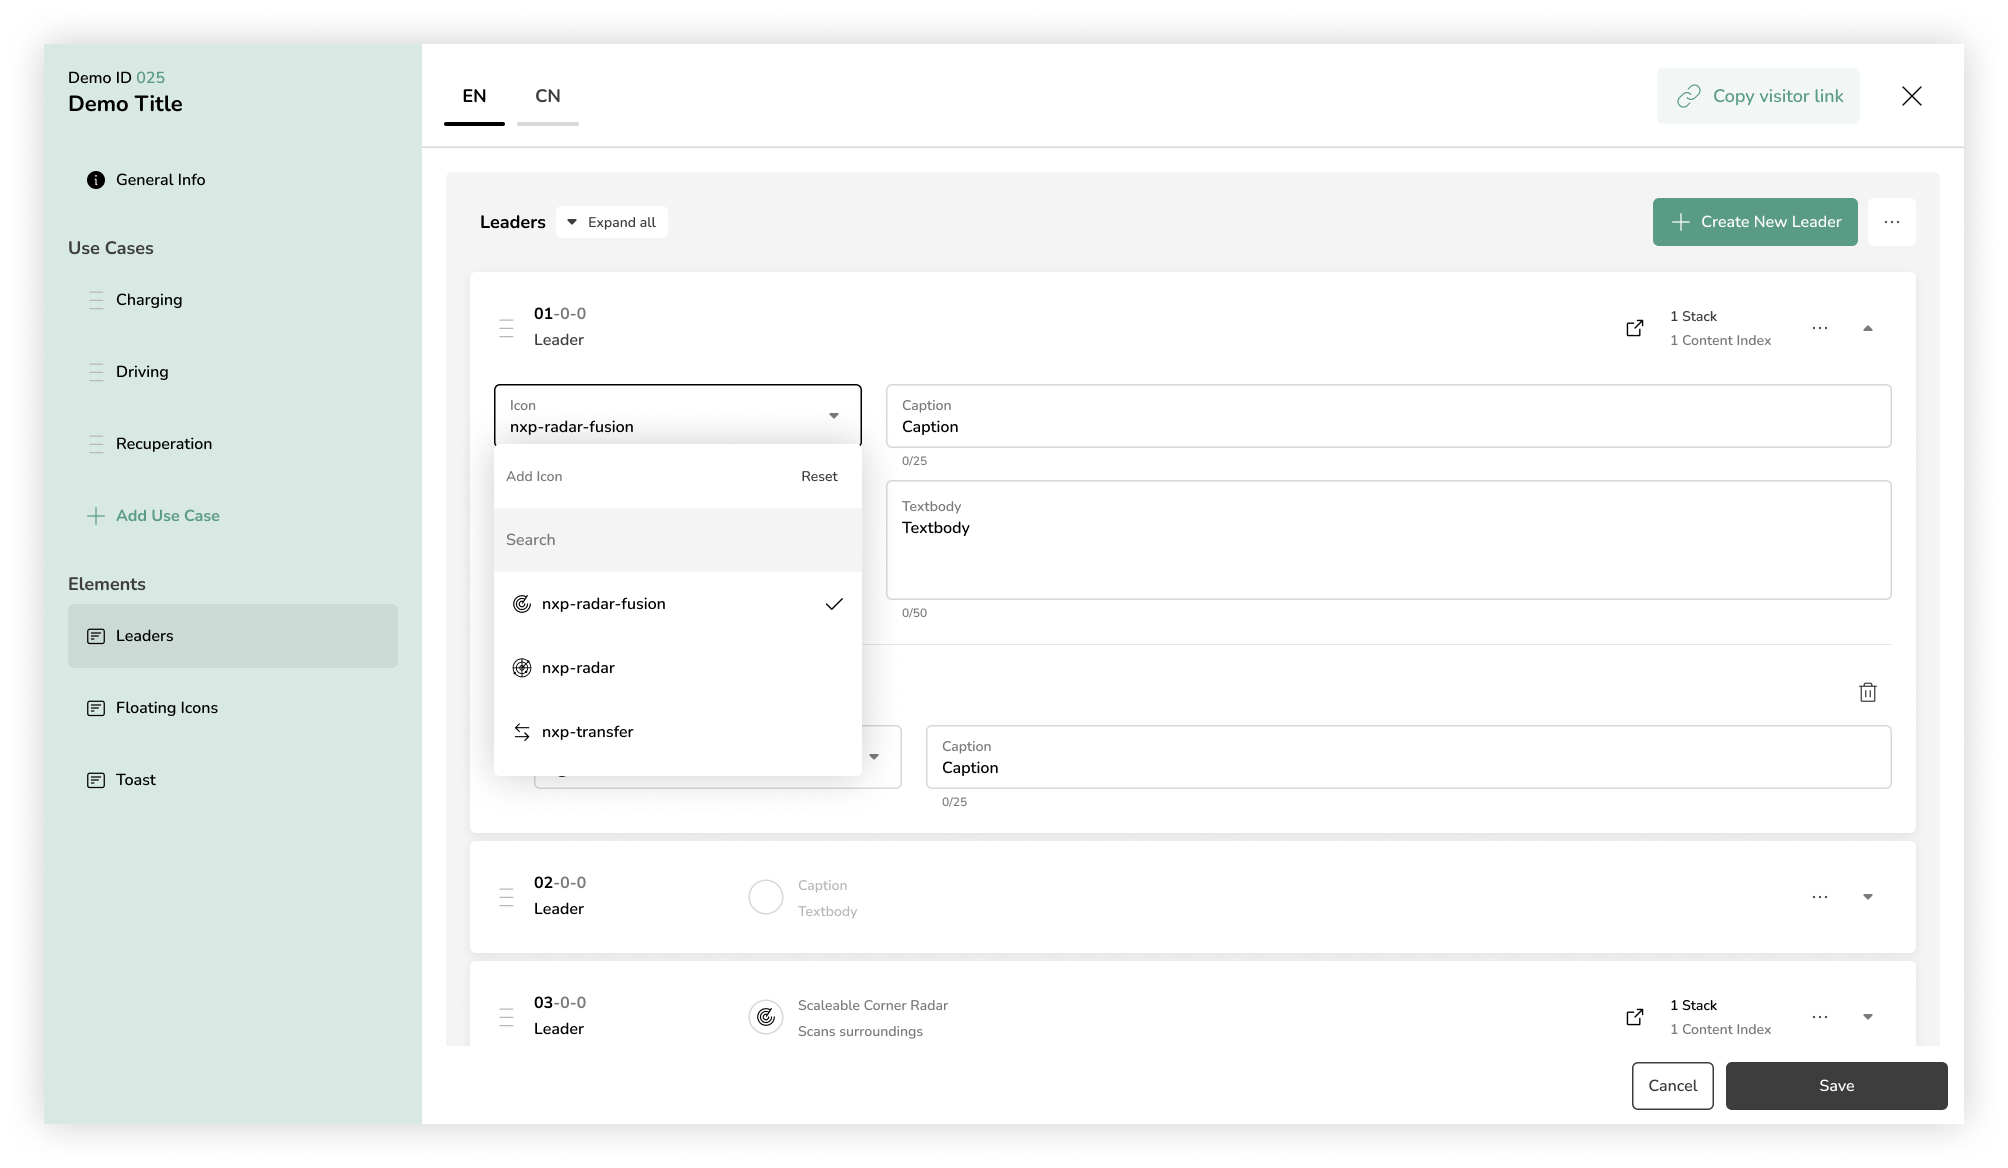 Demo ID 025
Demo Title
General Info
Use Cases
Charging
Driving
Recuperation
Add Use Case
Elements
Leaders
Floating Icons
Toast
EN
CN
Copy visitor link
Leaders
Expand all
Create New Leader
01-0-0
Leader
1 Stack
1 Content Index
Icon
nxp-radar-fusion
Add Icon
Reset
Search
nxp-radar-fusion
nxp-radar
nxp-transfer
Caption
Caption
0/25
Textbody
Textbody
0/50
Caption
Caption
0/25
02-0-0
Leader
Caption
Textbody
03-0-0
Leader
Scaleable Corner Radar
Scans surroundings
1 Stack
1 Content Index
Cancel
Save